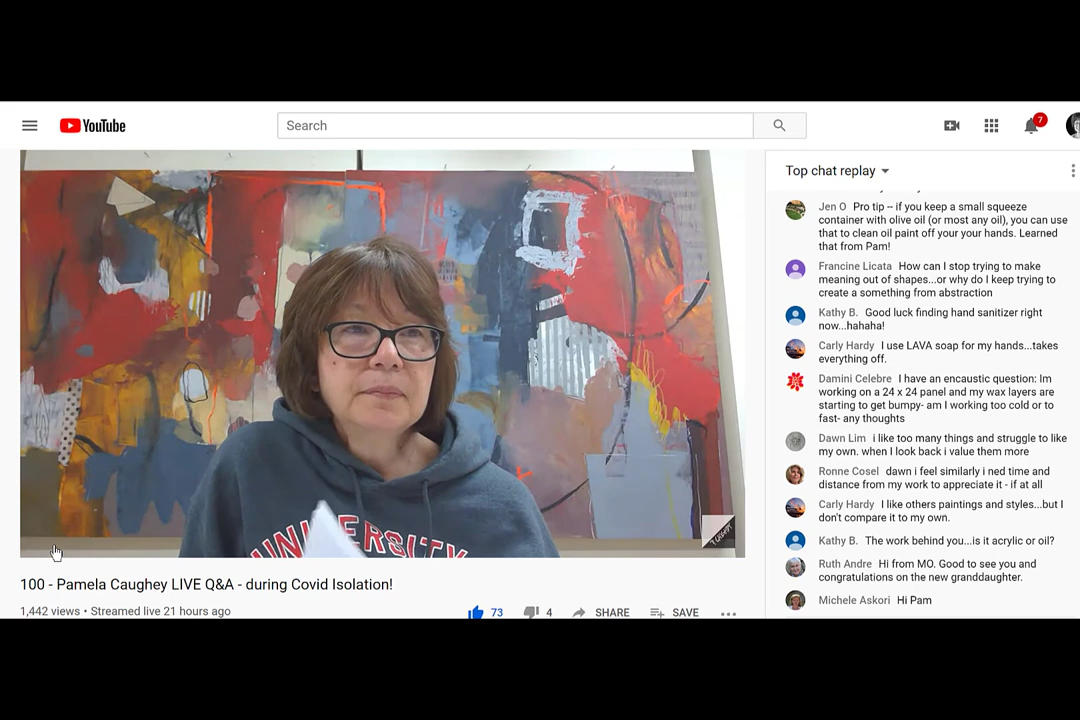 YouTube
Search
7
Top chat replay
Jen O Pro tip -- if you keep a small squeeze
container with olive oil (or most any oil), you can use
that to clean oil paint off your your hands. Learned
that from Pam!
Francine Licata How can I stop trying to make
meaning out of shapes...or why do I keep trying to
create a something from abstraction
Kathy B. Good luck finding hand sanitizer right
now...hahaha!
Carly Hardy I use LAVA soap for my hands...takes
everything off.
Damini Celebre I have an encaustic question: Im
working on a 24 x 24 panel and my wax layers are
starting to get bumpy- am I working too cold or to
fast- any thoughts
Dawn Lim i like too many things and struggle to like
my own. when I look back i value them more
Ronne Cosel dawn i feel similarly i ned time and
distance from my work to appreciate it - if at all
Carly Hardy I like others paintings and styles...but I
don't compare it to my own.
Kathy B. The work behind you...is it acrylic or oil?
Ruth Andre Hi from MO. Good to see you and
congratulations on the new granddaughter.
Michele Askori Hi Pam
UNIVERSITY
100 - Pamela Caughey LIVE Q&A - during Covid Isolation!
1,442 views • Streamed live 21 hours ago
73
4
SHARE
SAVE